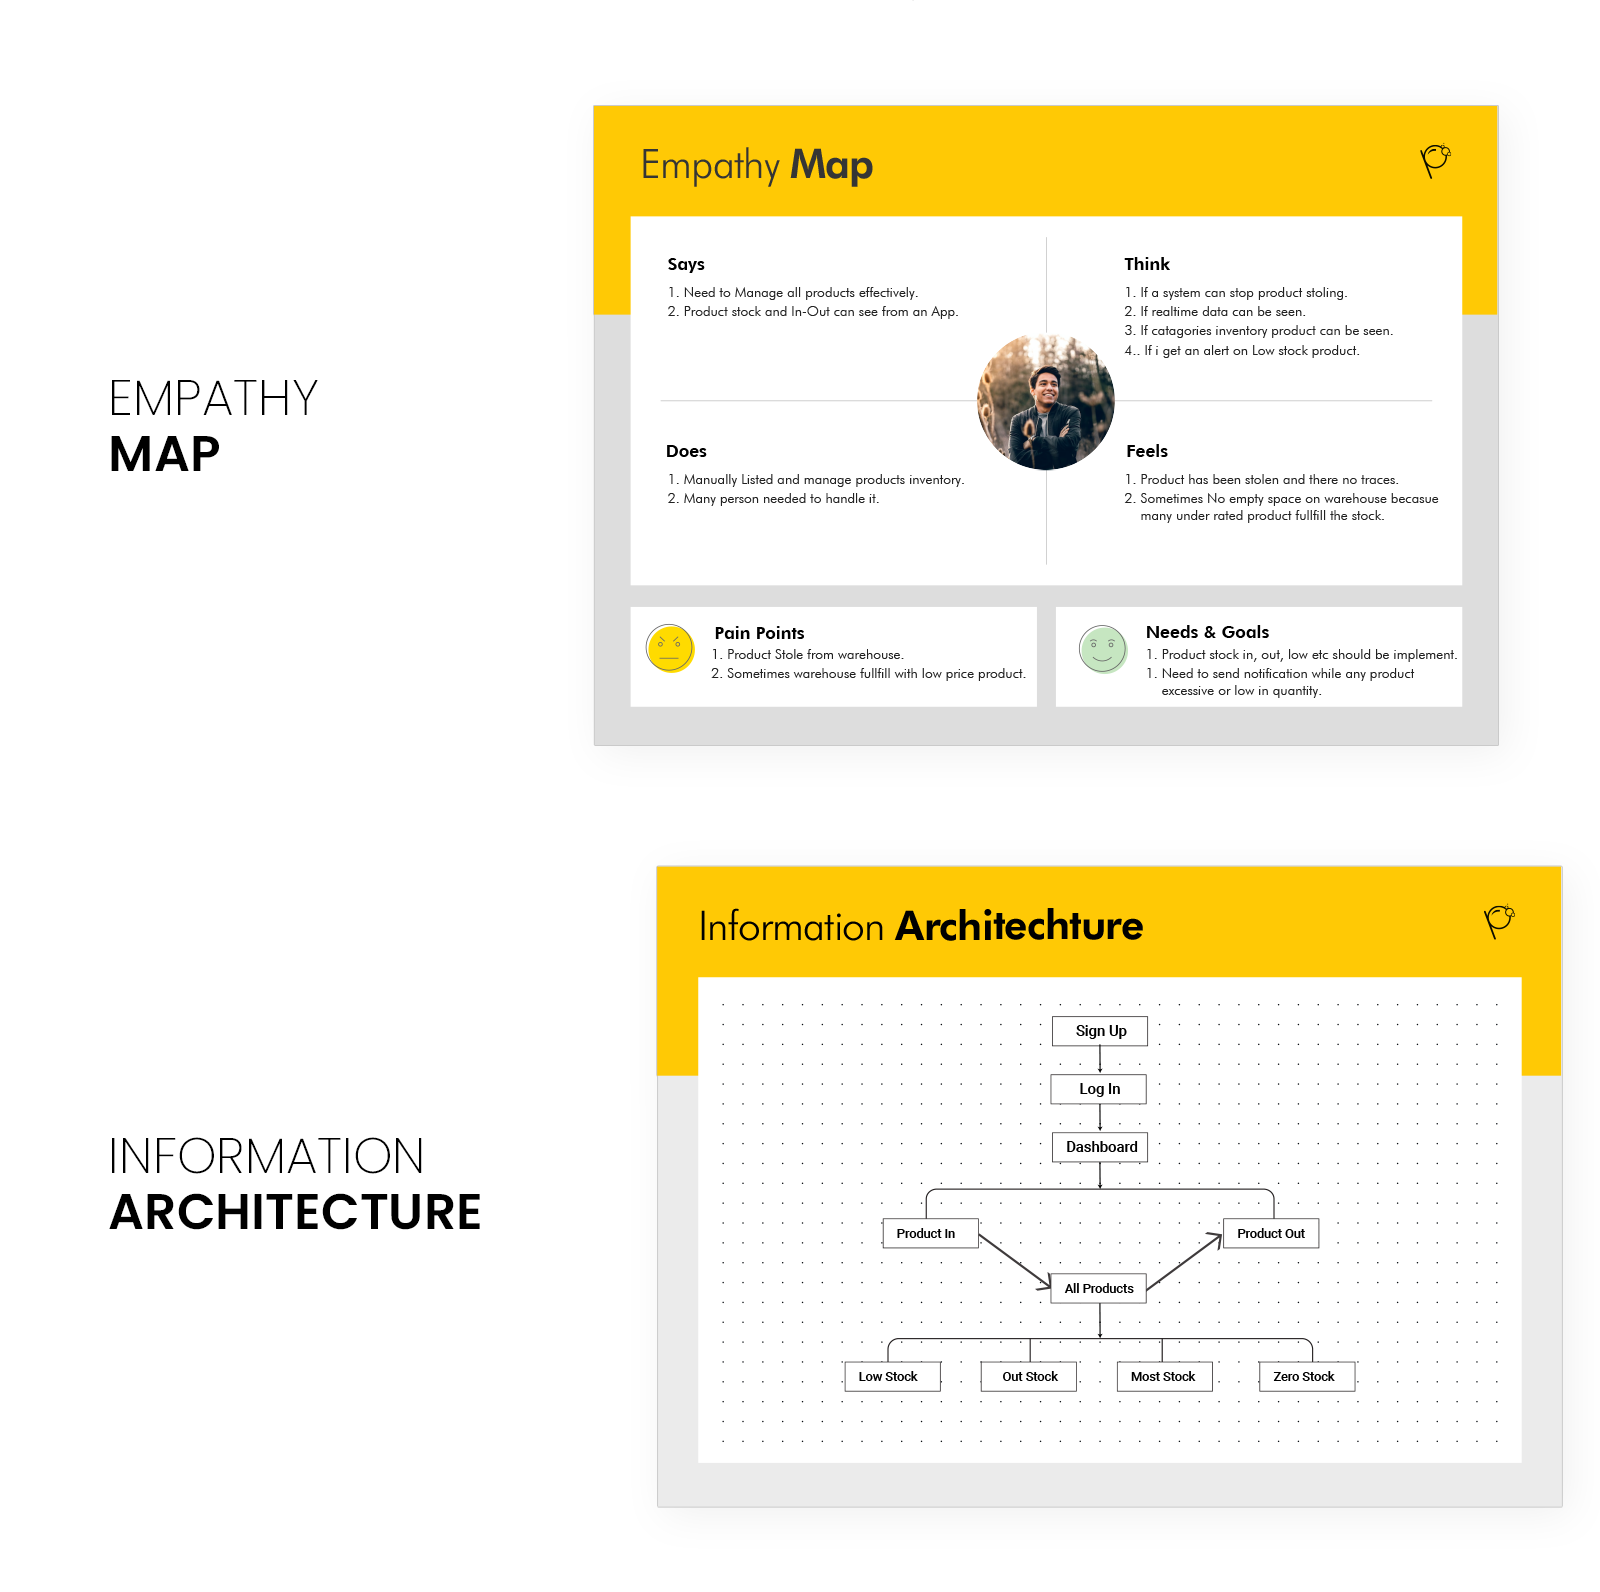 EMPATHY
MAP
Empathy Map
Says
1. Need to Manage all products effectively.
2. Product stock and In-Out can see from an App.
Think
1. If a system can stop product stoling.
2. If realtime data can be seen.
3. If catagories inventory product can be seen.
4.. If i get an alert on Low stock product.
Does
1. Manually Listed and manage products inventory.
2. Many person needed to handle it.
Feels
1. Product has been stolen and there no traces.
2. Sometimes No empty space on warehouse becasue
many under rated product fullfill the stock.
Pain Points
1. Product Stole from warehouse.
2. Sometimes warehouse fullfill with low price product.
Needs & Goals
1. Product stock in, out, low etc should be implement.
1. Need to send notification while any product
excessive or low in quantity.
INFORMATION
ARCHITECTURE
Information Architechture
Sign Up
Log In
Dashboard
Product In
Product Out
All Products
Low Stock
Out Stock
Most Stock
Zero Stock